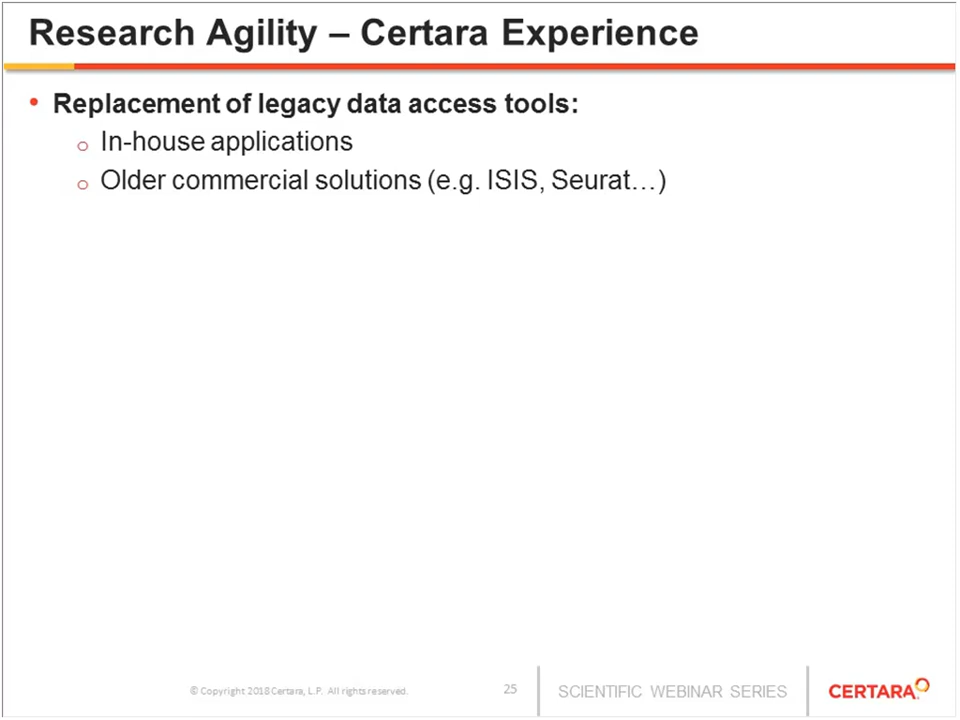 Research Agility – Certara Experience
• Replacement of legacy data access tools:
o In-house applications
o Older commercial solutions (e.g. ISIS, Seurat…)
© Copyright 2018 Certara, L.P. All rights reserved.
25
SCIENTIFIC WEBINAR SERIES
CERTARA